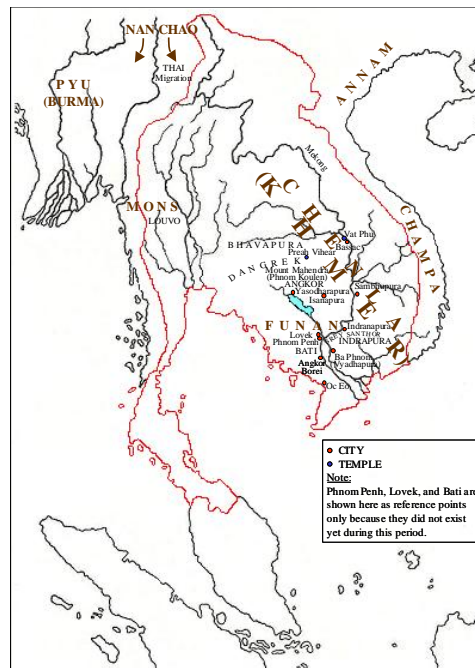 NAN CHAO
THAI
Migration
PYU
(BURMA)
ANNAM
Mekong
MONS
LOUVO
CHENLA
(KHMER)
CHAMPA
Vat Phu
Bassac
BHAVAPURA
Preah Vihear
DANGREK
Mount Mahendra
(Phnom Koulen)
ANGKOR
Yasodharapura
Sambhupura
Isanapura
FUNAN
Indranapura
SANTHOR
INDRAPURA
Lovek
Phnom Penh
BATI
Ba Phnom
(Vyadhapura)
Angkor
Borei
Oc Eo
CITY
TEMPLE
Note:
Phnom Penh, Lovek, and Bati are
shown here as reference points
only because they did not exist
yet during this period.